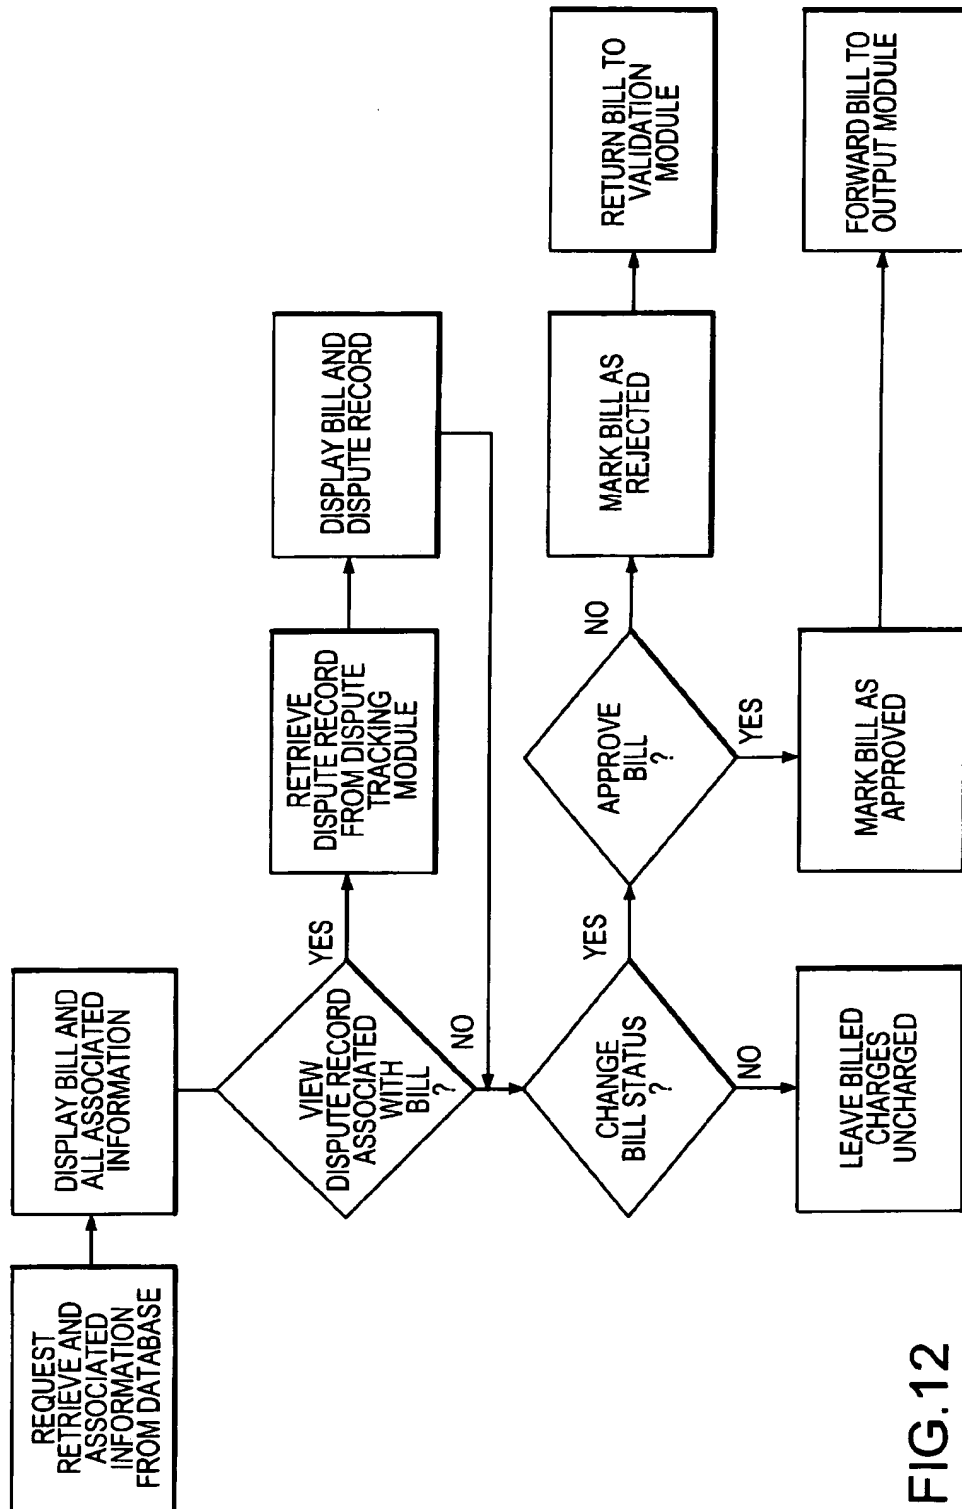 REQUEST
RETRIEVE AND
ASSOCIATED
INFORMATION
FROM DATABASE
DISPLAY BILL AND
ALL ASSOCIATED
INFORMATION
VIEW
DISPUTE RECORD
ASSOCIATED
WITH
BILL
?
YES
NO
RETRIEVE
DISPUTE RECORD
FROM DISPUTE
TRACKING
MODULE
DISPLAY BILL AND
DISPUTE RECORD
CHANGE
BILL STATUS
?
YES
NO
APPROVE
BILL
?
NO
YES
MARK BILL AS
REJECTED
RETURN BILL TO
VALIDATION
MODULE
LEAVE BILLED
CHARGES
UNCHARGED
MARK BILL AS
APPROVED
FORWARD BILL TO
OUTPUT MODULE
FIG.12